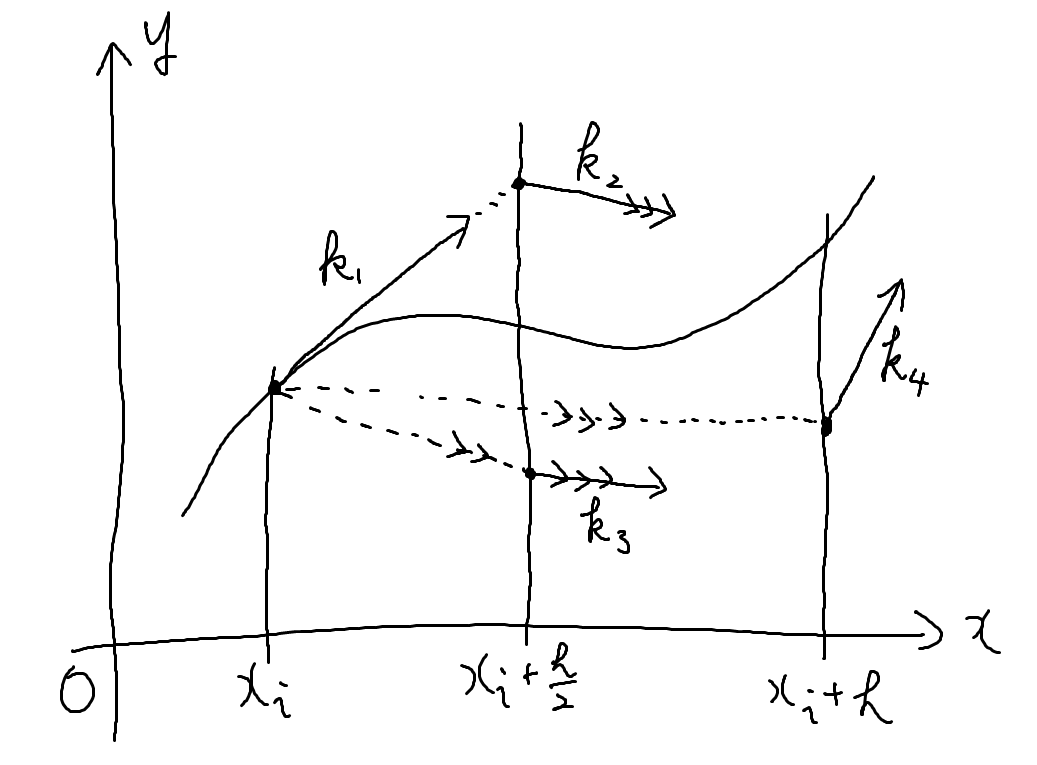 y
k₂
k₁
k₄
k₃
x
O
xᵢ
xᵢ + h/2
xᵢ + h